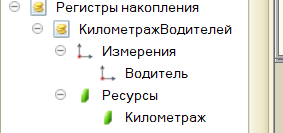 Регистры накопления
КилометражВодителей
Измерения
Водитель
Ресурсы
Километраж